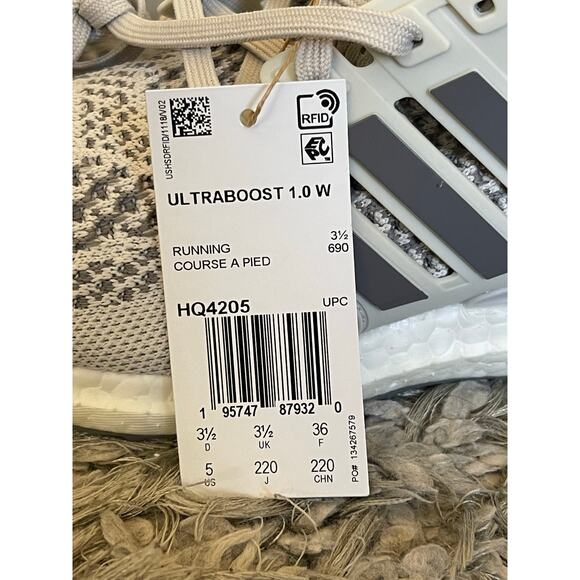 USHSDRFID/1118/V02
RFID
EPC
ULTRABOOST 1.0 W
RUNNING 3½
COURSE A PIED 690
HQ4205 UPC
1 95747 87932 0
3½ 3½ 36
D UK F
5 220 220
US J CHN
PO# 134267579